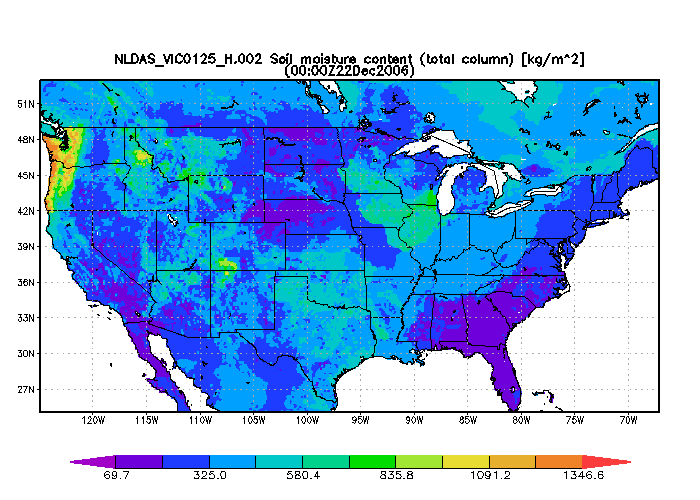 NLDAS_VIC0125_H.002 Soil moisture content (total column) [kg/m^2]
(00:00Z22Dec2006)
51N
48N
45N
42N
39N
36N
33N
30N
27N
120W 115W 110W 105W 100W 95W 90W 85W 80W 75W 70W
69.7 325.0 580.4 835.8 1091.2 1346.6